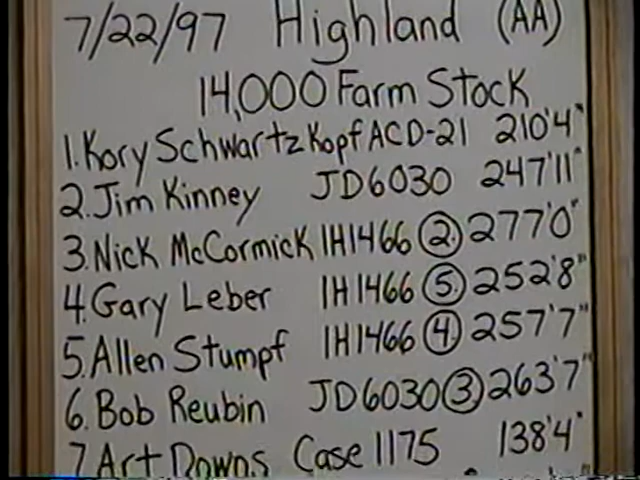 7/22/97 Highland (AA)
14,000 Farm Stock
1. Kory Schwartzkopf ACD-21 210'4"
2. Jim Kinney JD6030 247'11"
3. Nick McCormick IH1466 (2.) 277'0"
4. Gary Leber IH1466 (5.) 252'8"
5. Allen Stumpf IH1466 (4) 257'7"
6. Bob Reubin JD6030 (3) 263'7"
7. Art Downs Case 1175 138'4"